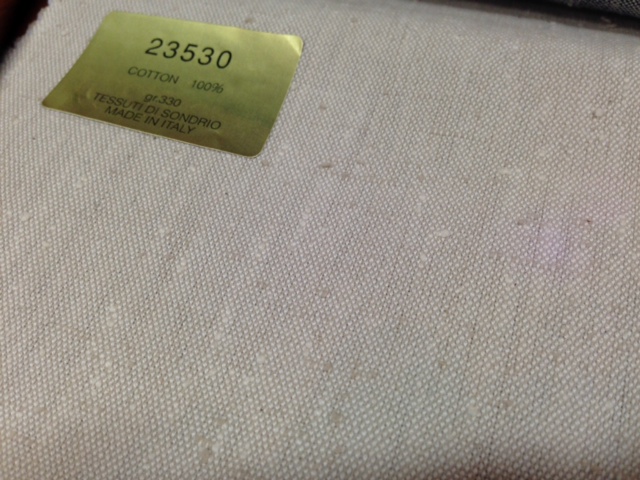 23530
COTTON 100%
gr.330
TESSUTI DI SONDRIO
MADE IN ITALY